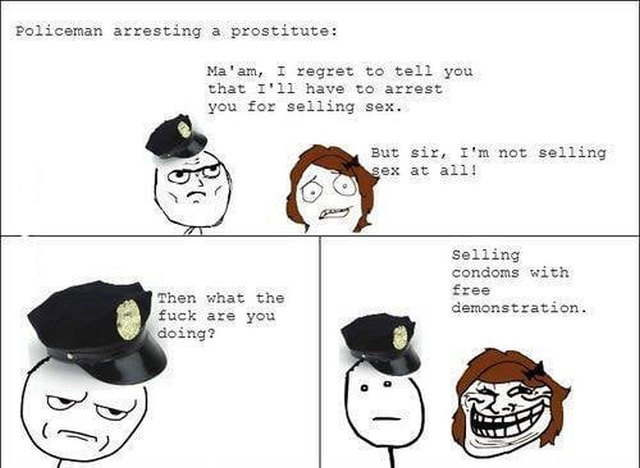 Policeman arresting a prostitute:
Ma'am, I regret to tell you
that I'll have to arrest
you for selling sex.
But sir, I'm not selling
sex at all!
Then what the
fuck are you
doing?
Selling
condoms with
free
demonstration.